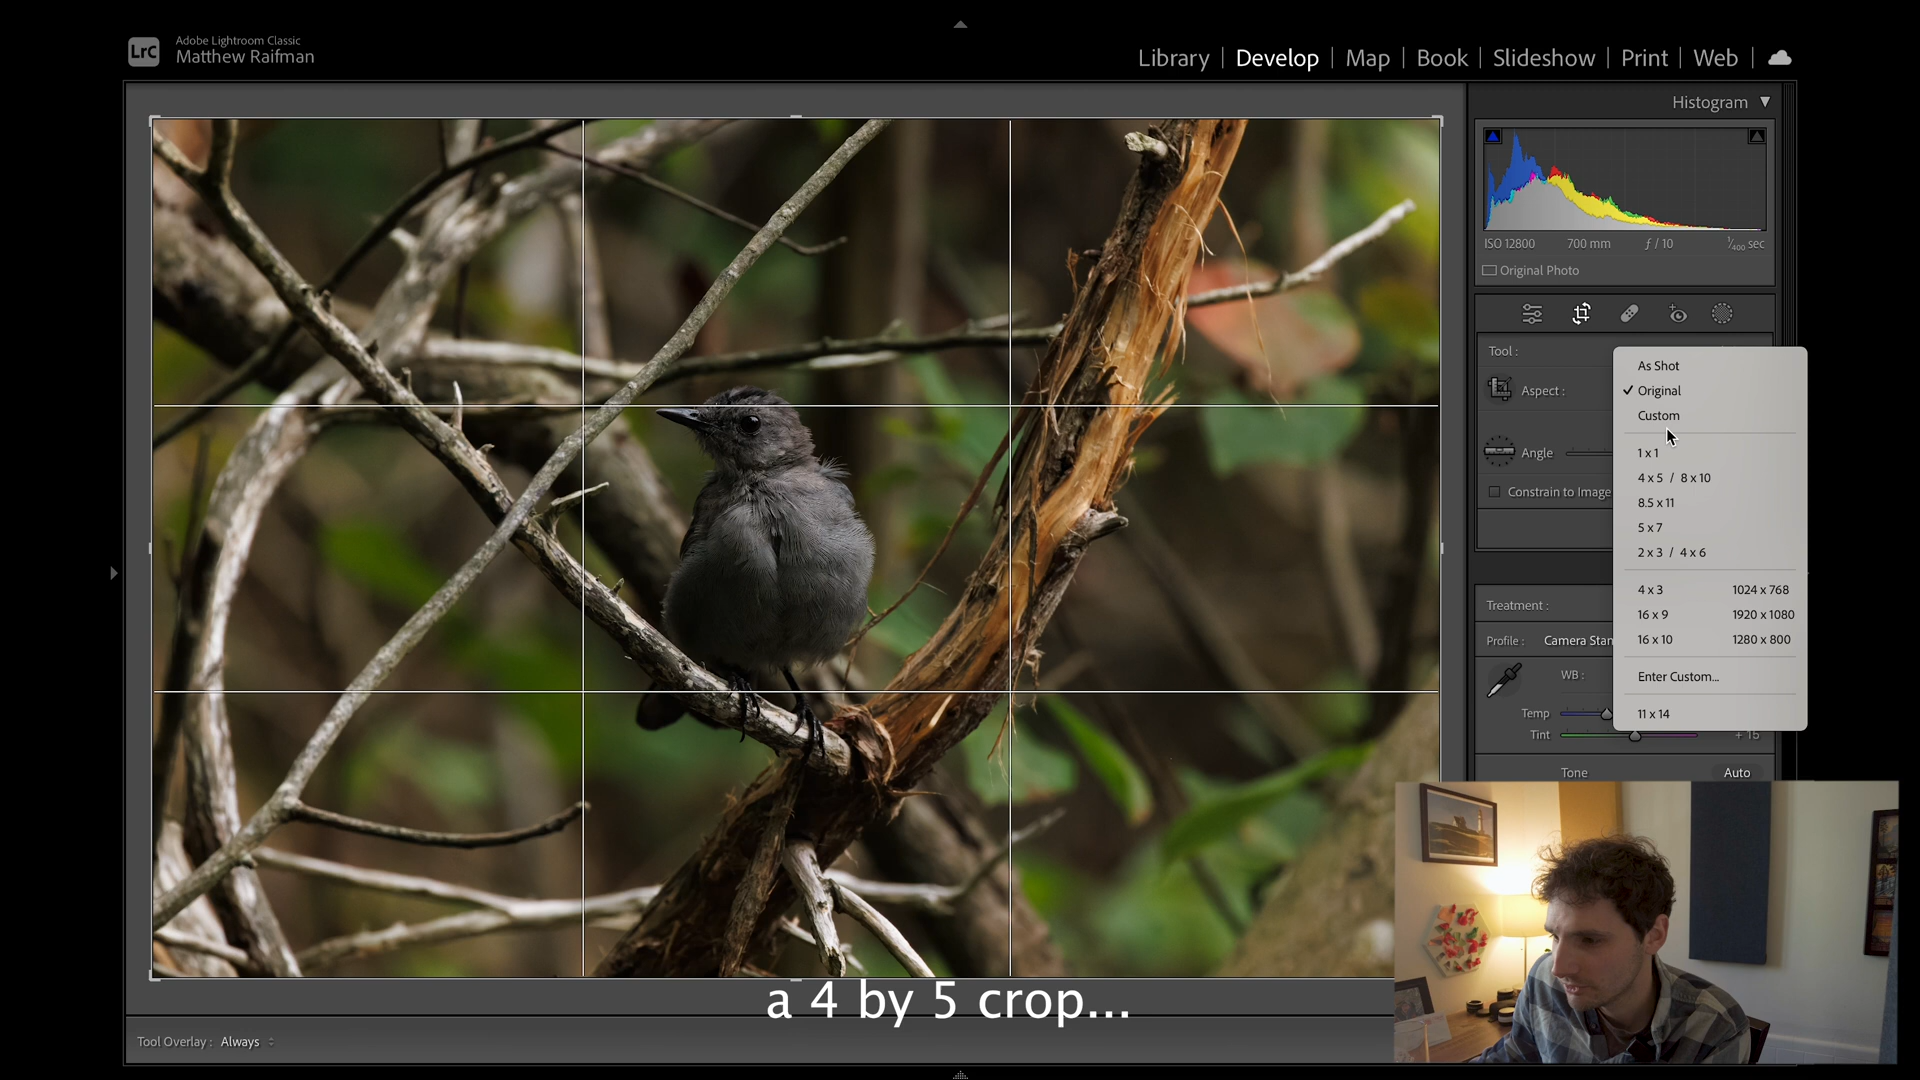 LrC
Adobe Lightroom Classic
Matthew Raifman
Library | Develop | Map | Book | Slideshow | Print | Web
Histogram
ISO 12800 700 mm ƒ / 10 1/400 sec
Original Photo
Tool :
Aspect :
Angle
Constrain to Image
As Shot
✓ Original
Custom
1 x 1
4 x 5 / 8 x 10
8.5 x 11
5 x 7
2 x 3 / 4 x 6
4 x 3 1024 x 768
16 x 9 1920 x 1080
16 x 10 1280 x 800
Enter Custom...
11 x 14
Treatment :
Profile : Camera Stan
WB :
Temp
Tint + 15
Tone Auto
a 4 by 5 crop...
Tool Overlay : Always